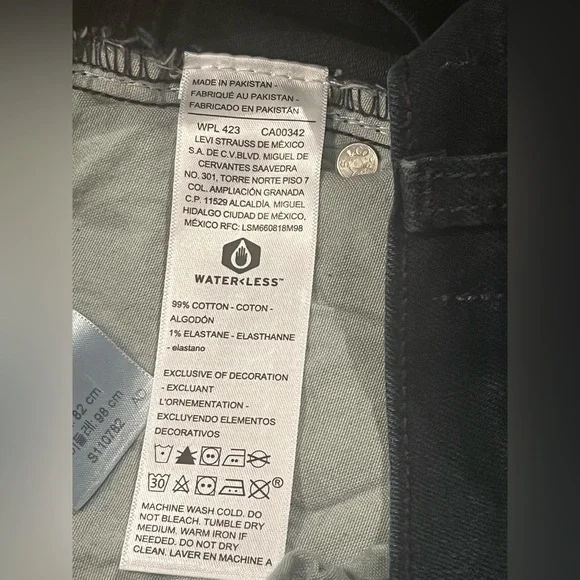 MADE IN PAKISTAN -
FABRIQUÉ AU PAKISTAN -
FABRICADO EN PAKISTÁN
WPL 423 CA00342
LEVI STRAUSS DE MÉXICO
S.A. DE C.V.BLVD. MIGUEL DE
CERVANTES SAAVEDRA
NO. 301, TORRE NORTE PISO 7
COL. AMPLIACIÓN GRANADA
C.P. 11529 ALCALDÍA. MIGUEL
HIDALGO CIUDAD DE MÉXICO,
MÉXICO RFC: LSM660818M98
WATER<LESS™
99% COTTON - COTON -
ALGODÓN
1% ELASTANE - ELASTHANNE
- elastano
EXCLUSIVE OF DECORATION
- EXCLUANT
L'ORNEMENTATION -
EXCLUYENDO ELEMENTOS
DECORATIVOS
30 ®
MACHINE WASH COLD. DO
NOT BLEACH. TUMBLE DRY
MEDIUM. WARM IRON IF
NEEDED. DO NOT DRY
CLEAN. LAVER EN MACHINE A
82 cm
둘레: 98 cm
S110782